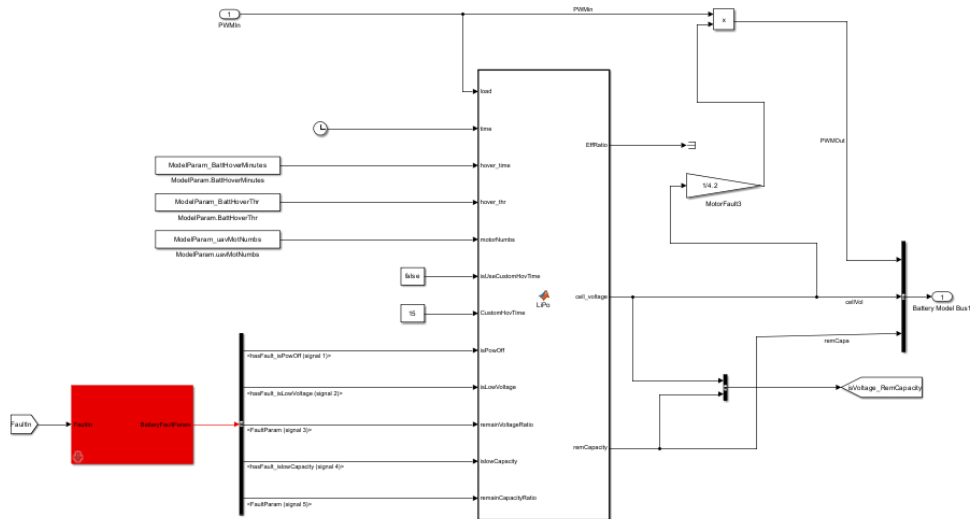 1
PWMIn
PWMin
x
load
time
EffRatio
PWMOut
ModelParam_BattHoverMinutes
ModelParam.BattHoverMinutes
hover_time
1/4.2
MotorFault3
ModelParam_BattHoverThr
ModelParam.BattHoverThr
hover_thr
ModelParam_uavMotNumbs
ModelParam.uavMotNumbs
motorNumbs
false
isUseCustomHovTime
LiPo
cell_voltage
cellVol
1
Battery Model Bus1
15
CustomHovTime
remCapa
<hasFault_isPowOff (signal 1)>
isPowOff
<hasFault_isLowVoltage (signal 2)>
isLowVoltage
isVoltage_RemCapacity
FaultIn
FaultIn
BatteryFaultParam
<FaultParam (signal 3)>
remainVoltageRatio
remCapacity
<hasFault_islowCapacity (signal 4)>
islowCapacity
<FaultParam (signal 5)>
remainCapacityRatio